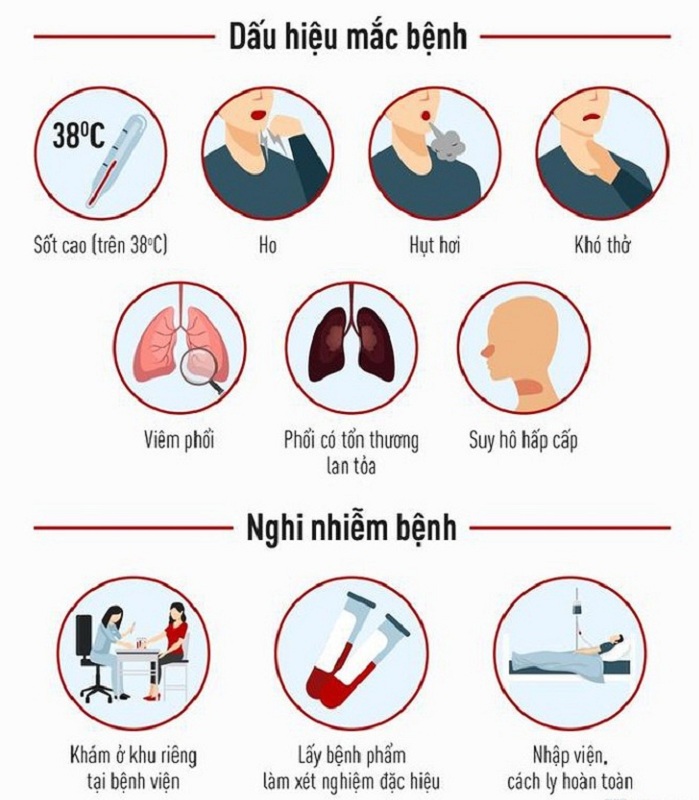 Dấu hiệu mắc bệnh
38⁰C
Sốt cao (trên 38⁰C)
Ho
Hụt hơi
Khó thở
Viêm phổi
Phổi có tổn thương
lan tỏa
Suy hô hấp cấp
Nghi nhiễm bệnh
Khám ở khu riêng
tại bệnh viện
Lấy bệnh phẩm
làm xét nghiệm đặc hiệu
Nhập viện,
cách ly hoàn toàn